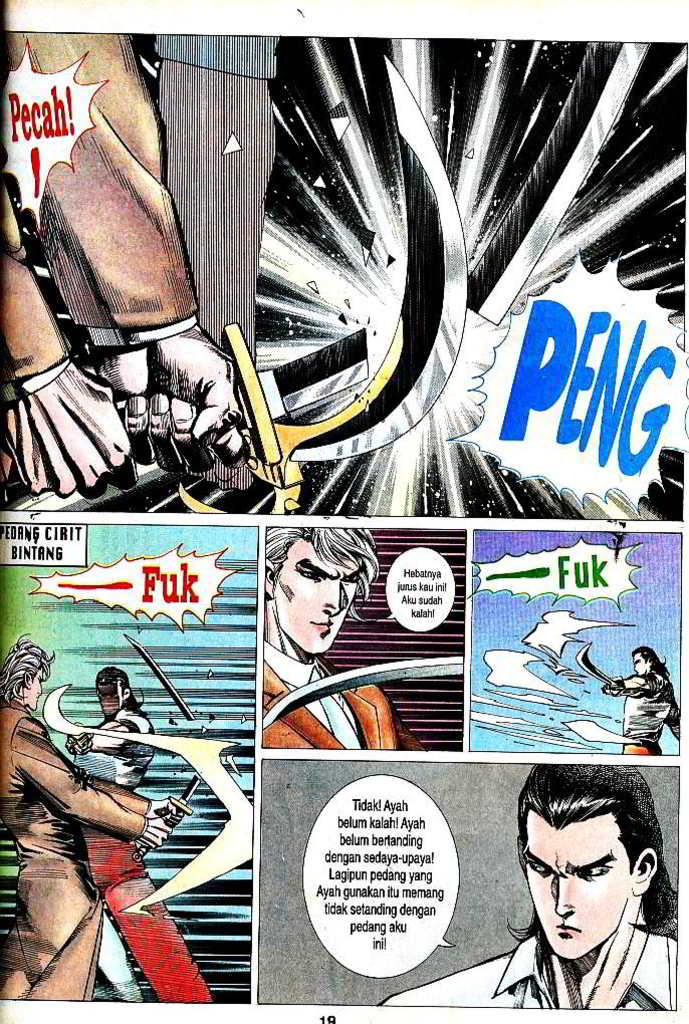 Pecah!
!
PENG
PEDANG CIRIT
BINTANG
Fuk
Hebatnya
jurus kau ini!
Aku sudah
kalah!
Fuk
Tidak! Ayah
belum kalah! Ayah
belum bertanding
dengan sedaya-upaya!
Lagipun pedang yang
Ayah gunakan itu memang
tidak setanding dengan
pedang aku
ini!
19